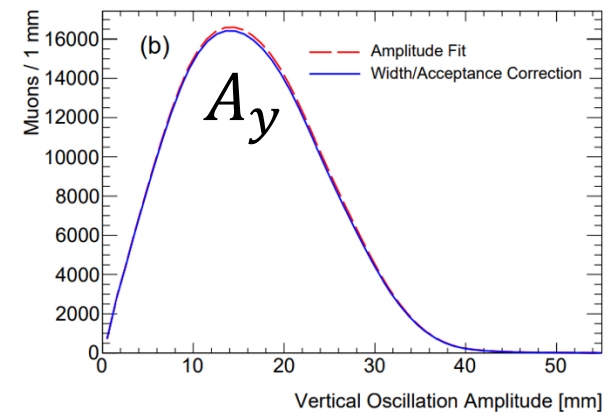 Muons / 1 mm
16000
14000
12000
10000
8000
6000
4000
2000
0
(b)
Amplitude Fit
Width/Acceptance Correction
A_y
0 10 20 30 40 50
Vertical Oscillation Amplitude [mm]